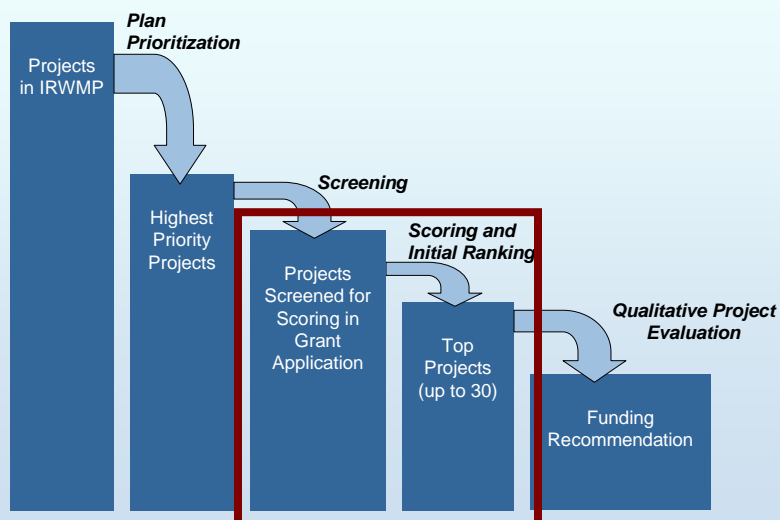 Plan
Prioritization
Projects
in IRWMP
Screening
Highest
Priority
Projects
Scoring and
Initial Ranking
Projects
Screened for
Scoring in
Grant
Application
Qualitative Project
Evaluation
Top
Projects
(up to 30)
Funding
Recommendation